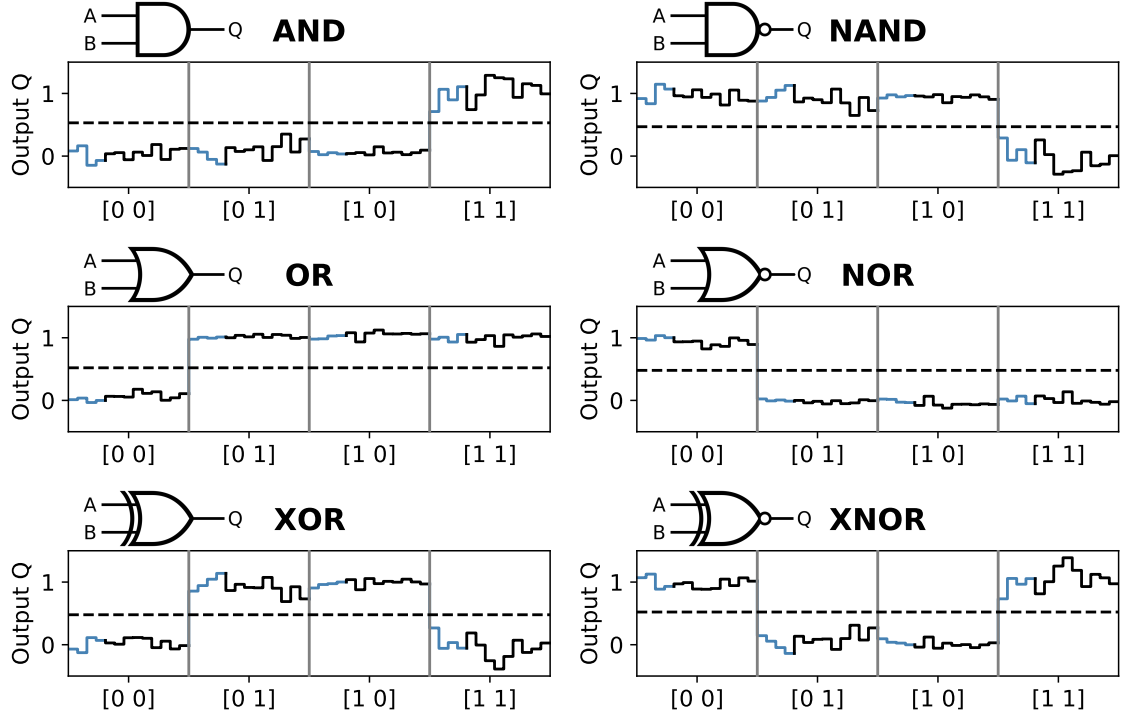 A
B
Q
AND
Output Q
1
0
[0 0]
[0 1]
[1 0]
[1 1]
A
B
Q
NAND
Output Q
1
0
[0 0]
[0 1]
[1 0]
[1 1]
A
B
Q
OR
Output Q
1
0
[0 0]
[0 1]
[1 0]
[1 1]
A
B
Q
NOR
Output Q
1
0
[0 0]
[0 1]
[1 0]
[1 1]
A
B
Q
XOR
Output Q
1
0
[0 0]
[0 1]
[1 0]
[1 1]
A
B
Q
XNOR
Output Q
1
0
[0 0]
[0 1]
[1 0]
[1 1]